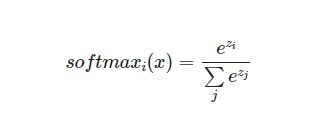 softmaxᵢ(x) = e^{zᵢ} / ∑ⱼ e^{zⱼ}